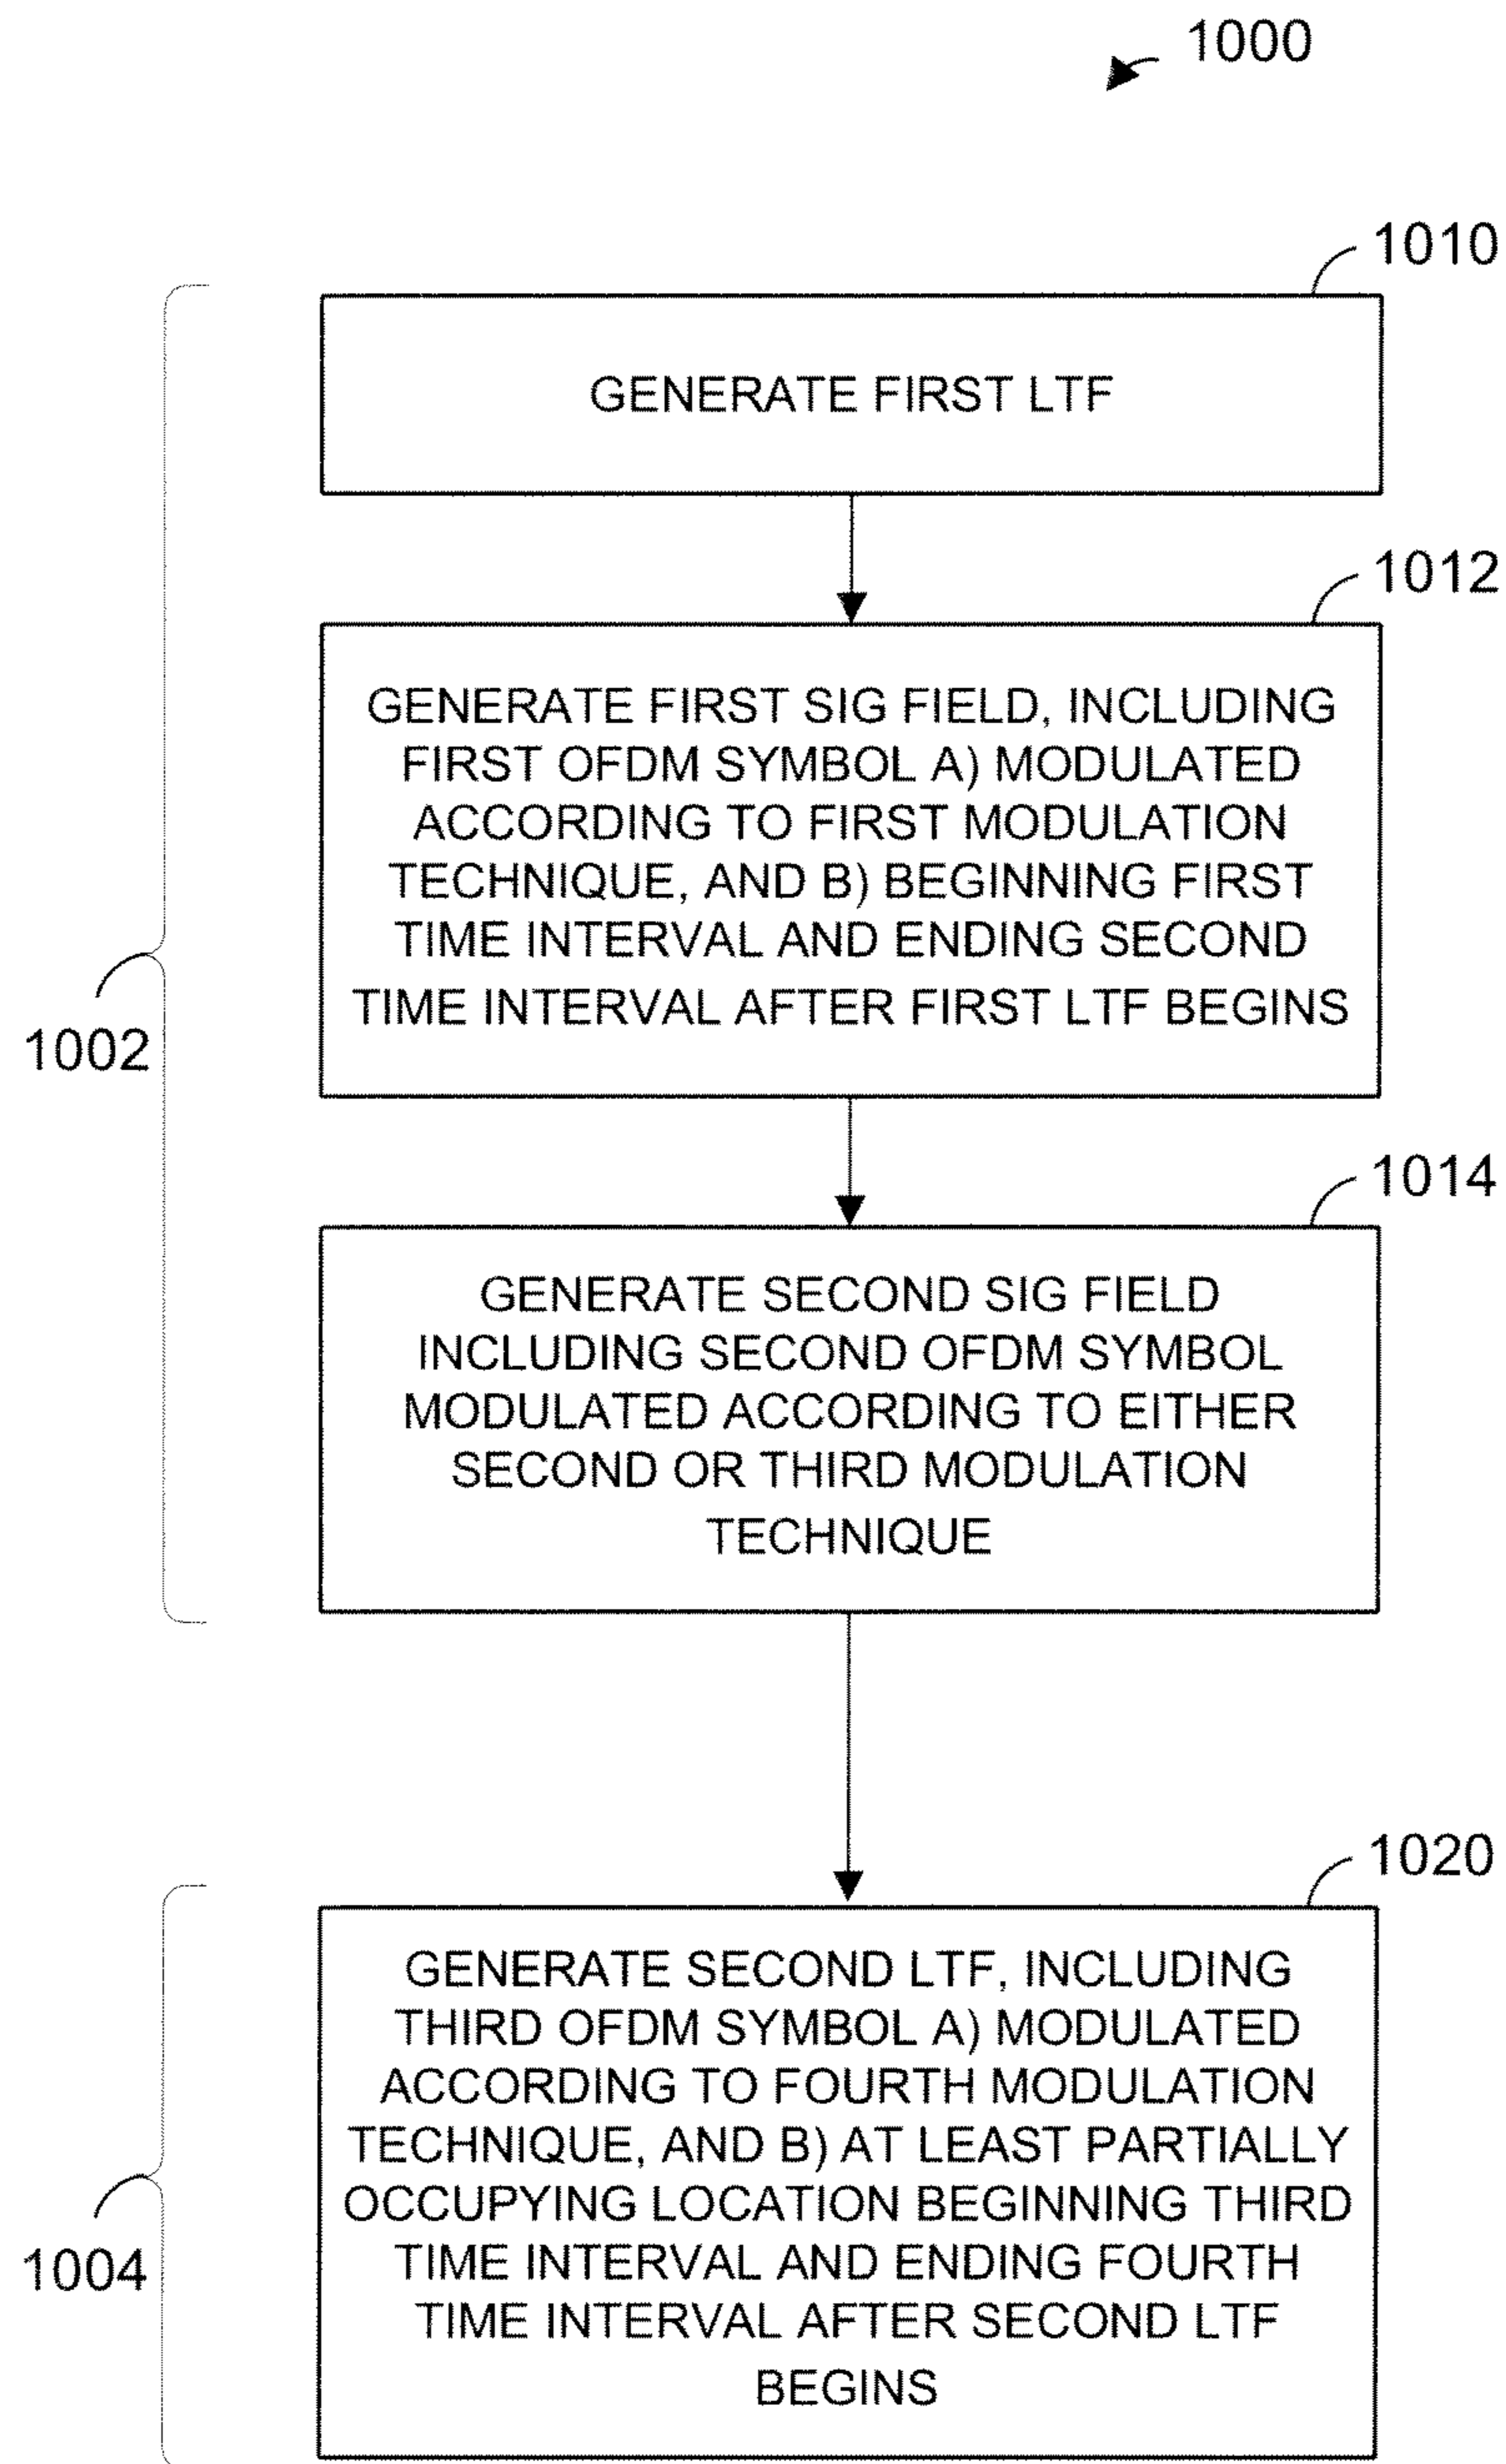 1000
1010
GENERATE FIRST LTF
1012
GENERATE FIRST SIG FIELD, INCLUDING
FIRST OFDM SYMBOL A) MODULATED
ACCORDING TO FIRST MODULATION
TECHNIQUE, AND B) BEGINNING FIRST
TIME INTERVAL AND ENDING SECOND
TIME INTERVAL AFTER FIRST LTF BEGINS
1002
1014
GENERATE SECOND SIG FIELD
INCLUDING SECOND OFDM SYMBOL
MODULATED ACCORDING TO EITHER
SECOND OR THIRD MODULATION
TECHNIQUE
1020
GENERATE SECOND LTF, INCLUDING
THIRD OFDM SYMBOL A) MODULATED
ACCORDING TO FOURTH MODULATION
TECHNIQUE, AND B) AT LEAST PARTIALLY
OCCUPYING LOCATION BEGINNING THIRD
TIME INTERVAL AND ENDING FOURTH
TIME INTERVAL AFTER SECOND LTF
BEGINS
1004